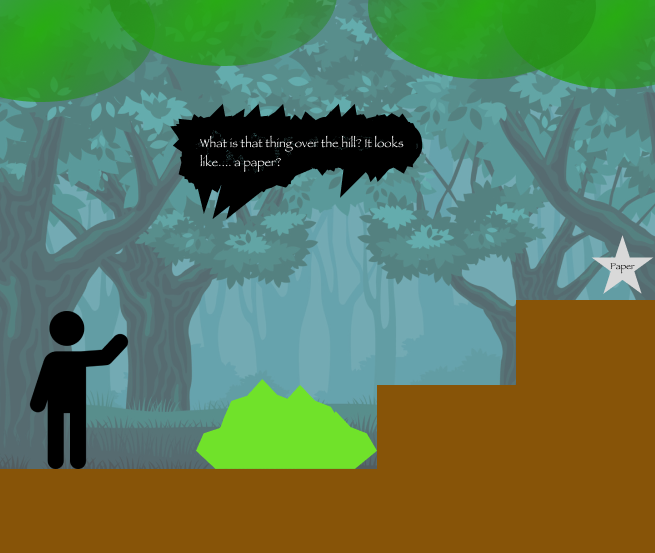 What is that thing over the hill? It looks
like.... a paper?
Paper